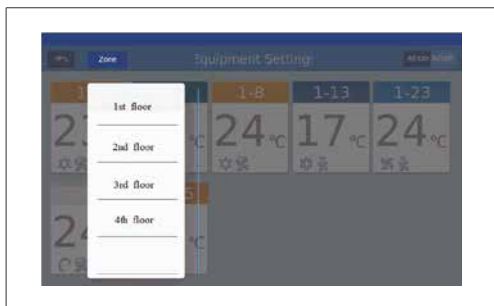 Zone Equipment Setting
1-8 1-13 1-23
24 °C 17 °C 24 °C
1st floor
2nd floor
3rd floor
4th floor
°C